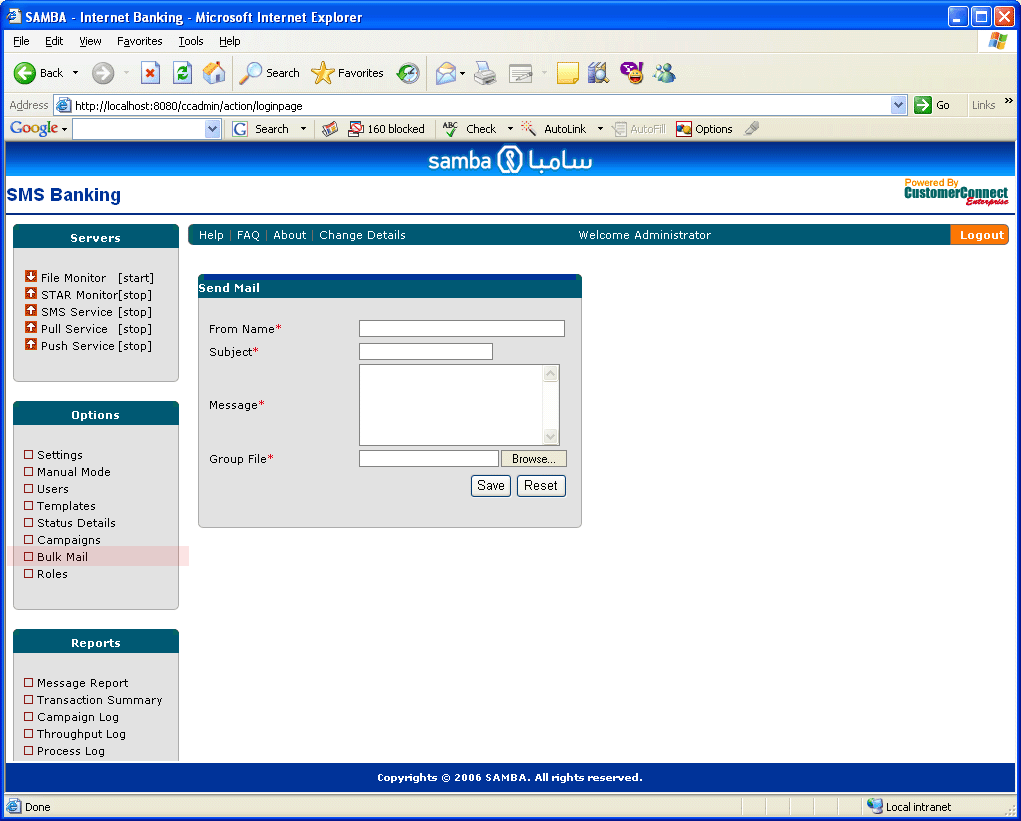 SAMBA - Internet Banking - Microsoft Internet Explorer
File Edit View Favorites Tools Help
Back Search Favorites
Address http://localhost:8080/ccadmin/action/loginpage Go Links »
Google G Search 160 blocked ABC Check AutoLink AutoFill Options
samba سامبا
SMS Banking
Powered By
CustomerConnect
Enterprise
Servers
File Monitor [start]
STAR Monitor[stop]
SMS Service [stop]
Pull Service [stop]
Push Service [stop]
Options
Settings
Manual Mode
Users
Templates
Status Details
Campaigns
Bulk Mail
Roles
Reports
Message Report
Transaction Summary
Campaign Log
Throughput Log
Process Log
Help | FAQ | About | Change Details Welcome Administrator Logout
Send Mail
From Name*
Subject*
Message*
Group File* Browse...
Save Reset
Copyrights © 2006 SAMBA. All rights reserved.
Done Local intranet